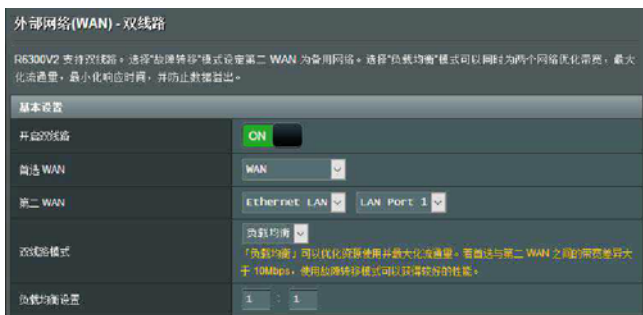 外部网络(WAN) - 双线路
R6300V2 支持双线路。选择"故障转移"模式设定第二 WAN 为备用网络。选择"负载均衡"模式可以同时为两个网络优化带宽，最大
化流通量，最小化响应时间，并防止数据溢出。
基本设置
开启双线路 ON
首选 WAN WAN
第二 WAN Ethernet LAN LAN Port 1
双线路模式 负载均衡
「负载均衡」可以优化资源使用并最大化流通量。若首选与第二 WAN 之间的带宽差异大
于 10Mbps，使用故障转移模式可以获得较好的性能。
负载均衡设置 1 : 1